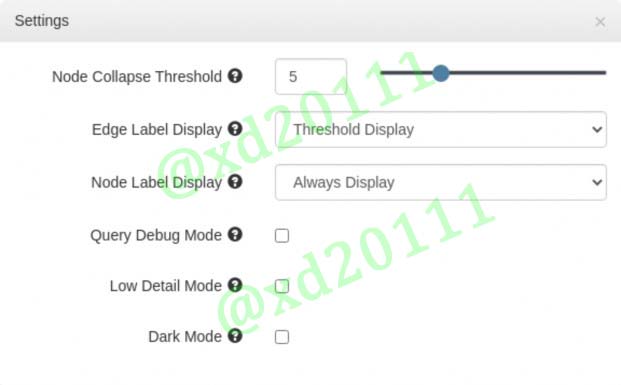 Settings ×
Node Collapse Threshold ? 5
Edge Label Display ? Threshold Display
Node Label Display ? Always Display
Query Debug Mode ?
Low Detail Mode ?
Dark Mode ?
@xd20111
@xd20111